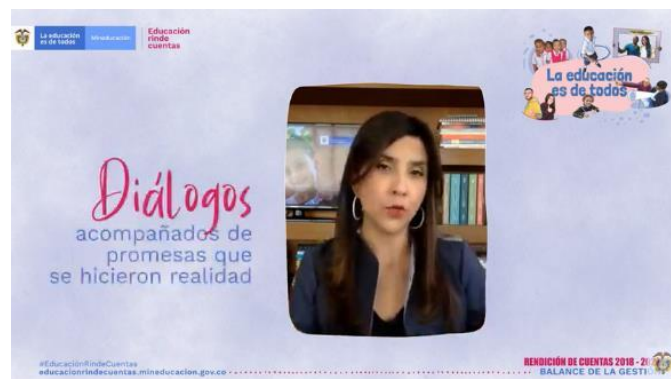 La educación
es de todos
Mineducación
Educación
rinde
cuentas
La educación
es de todos
Diálogos
acompañados de
promesas que
se hicieron realidad
#EducaciónRindeCuentas
educacionrindecuentas.mineducacion.gov.co
RENDICIÓN DE CUENTAS 2018 - 2
BALANCE DE LA GESTI